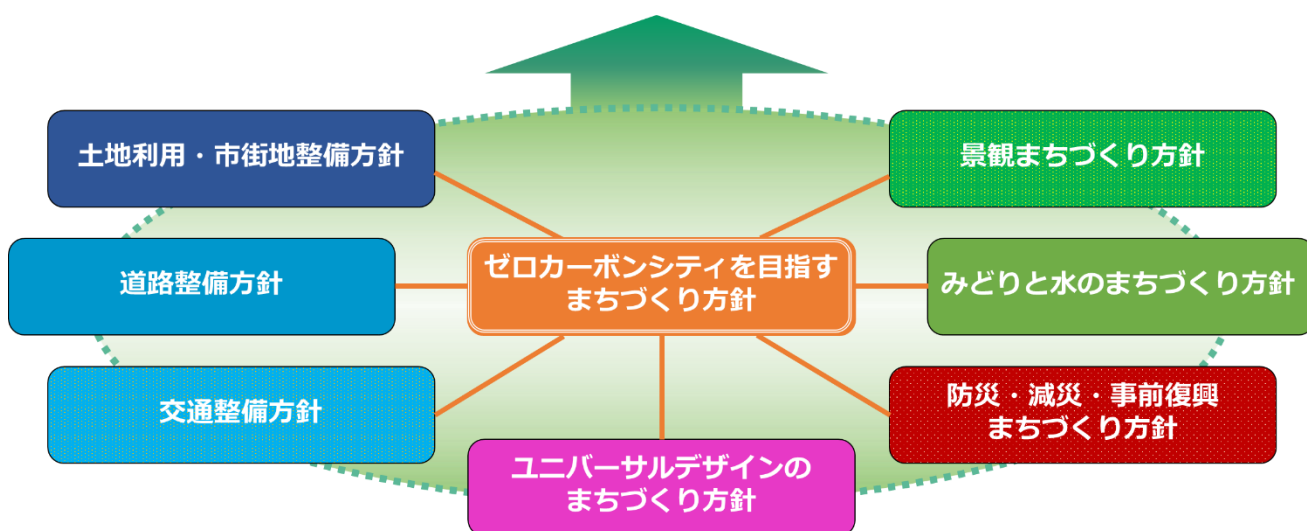 土地利用・市街地整備方針
景観まちづくり方針
道路整備方針
ゼロカーボンシティを目指す
まちづくり方針
みどりと水のまちづくり方針
交通整備方針
防災・減災・事前復興
まちづくり方針
ユニバーサルデザインの
まちづくり方針